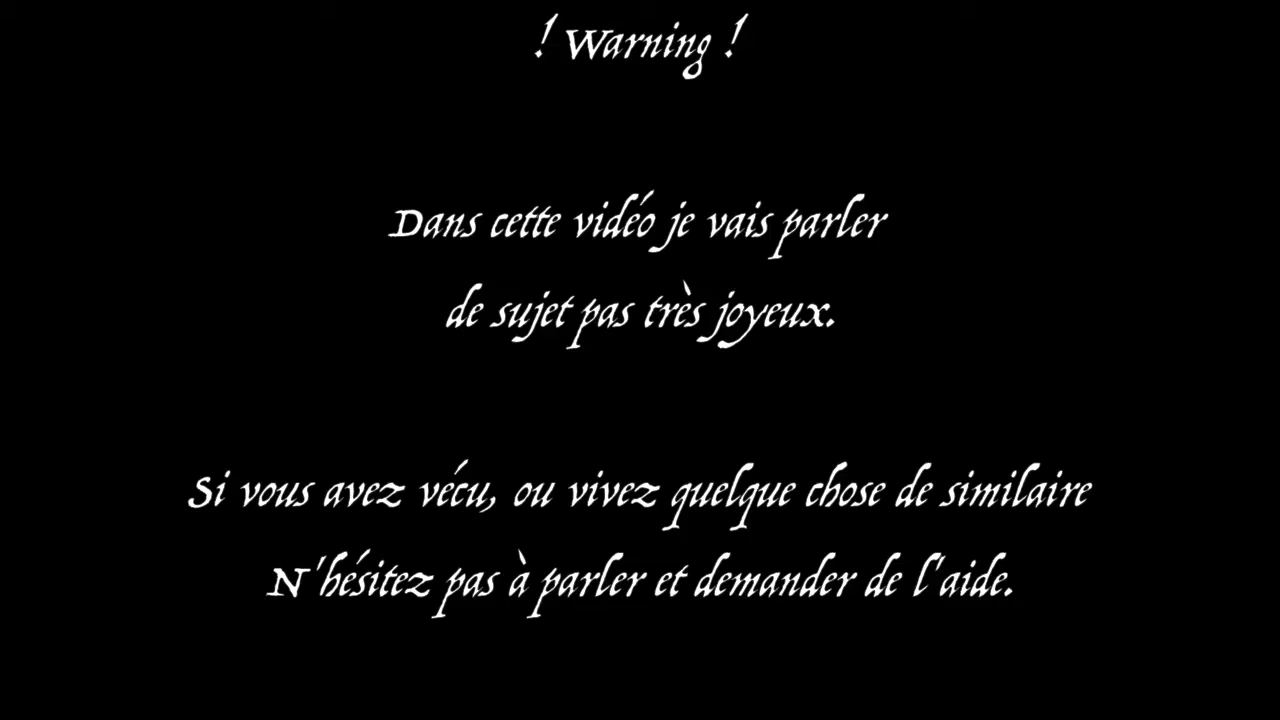 ! Warning !
Dans cette vidéo je vais parler
de sujet pas très joyeux.
Si vous avez vécu, ou vivez quelque chose de similaire
N'hésitez pas à parler et demander de l'aide.